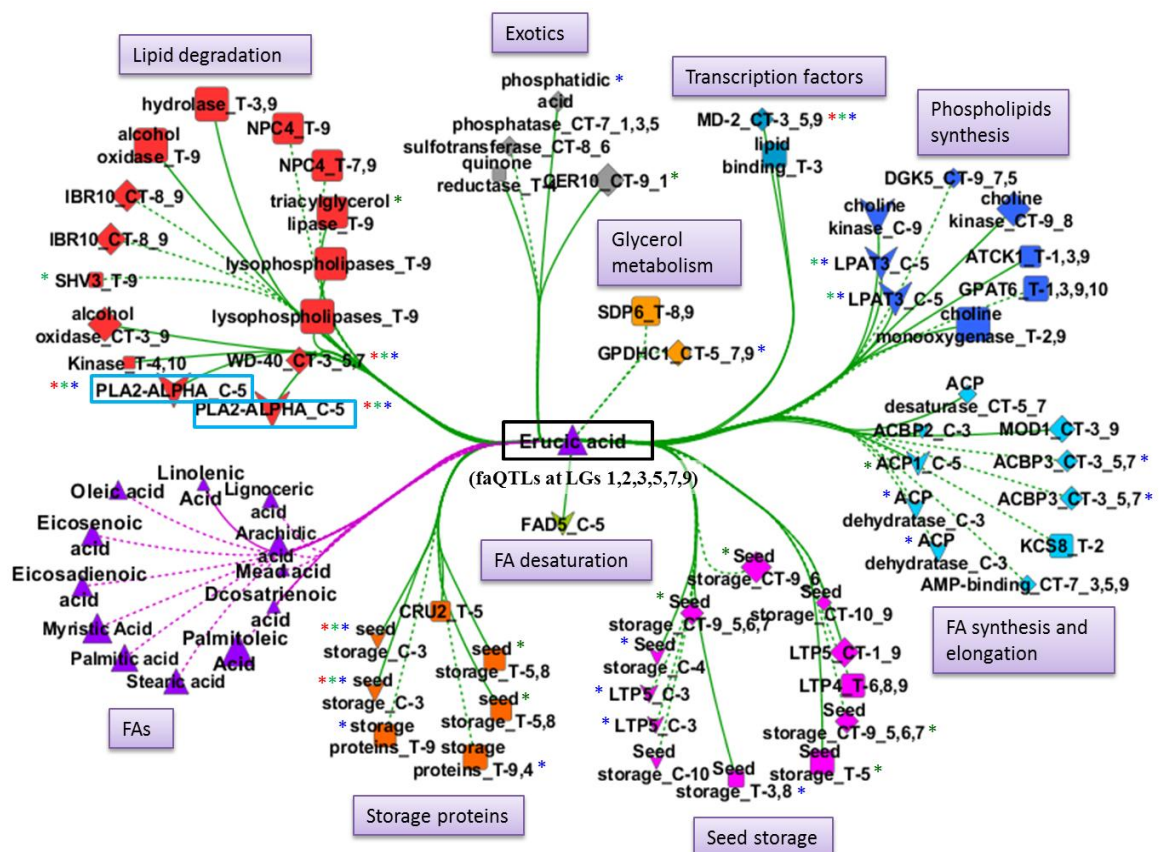 Lipid degradation
hydrolase_T-3,9
NPC4_T-9
alcohol
oxidase_T-9
NPC4_T-7,9
IBR10_CT-8_9
triacylglycerol *
lipase_T-9
IBR10_CT-8_9
lysophospholipases_T-9
* SHV3_T-9
lysophospholipases_T-9
alcohol
oxidase_CT-3_9
Kinase_T-4,10
WD-40_CT-3_5,7 ***
*** PLA2-ALPHA_C-5
PLA2-ALPHA_C-5 ***
Exotics
phosphatidic *
acid
phosphatase_CT-7_1,3,5
sulfotransferase_CT-8_6
quinone
reductase_T-4
CER10_CT-9_1 *
Transcription factors
MD-2_CT-3_5,9 ***
lipid
binding_T-3
Glycerol
metabolism
SDP6_T-8,9
GPDHC1_CT-5_7,9 *
Phospholipids
synthesis
DGK5_CT-9_7,5
choline
kinase_C-9
choline
kinase_CT-9_8
** LPAT3_C-5
ATCK1_T-1,3,9
** LPAT3_C-5
GPAT6_T-1,3,9,10
choline
monooxygenase_T-2,9
Erucic acid
(faQTLs at LGs 1,2,3,5,7,9)
FAD5_C-5
FA desaturation
ACP
desaturase_CT-5_7
ACBP2_C-3
MOD1_CT-3_9
* ACP1_C-5
ACBP3_CT-3_5,7 *
ACBP3_CT-3_5,7 *
* ACP
dehydratase_C-3
* ACP
dehydratase_C-3
KCS8_T-2
AMP-binding_CT-7_3,5,9
FA synthesis and
elongation
Linolenic
Acid
Oleic acid
Lignoceric
acid
Eicosenoic
acid
Arachidic
acid
Mead acid
Eicosadienoic
acid
Dcosatrienoic
acid
Myristic Acid
Palmitoleic
Acid
Palmitic acid
Stearic acid
FAs
CRU2_T-5
*** seed
storage_C-3
seed *
storage_T-5,8
*** seed
storage_C-3
seed *
storage_T-5,8
* storage
proteins_T-9
storage
proteins_T-9,4 *
Storage proteins
* Seed
storage_CT-9_6
* Seed
storage_CT-9_5,6,7
Seed
storage_CT-10_9
* Seed
storage_C-4
LTP5_CT-1_9
* LTP5_C-3
LTP4_T-6,8,9
* LTP5_C-3
Seed
storage_CT-9_5,6,7 *
Seed
storage_C-10
Seed
storage_T-5 *
Seed
storage_T-3,8 *
Seed storage